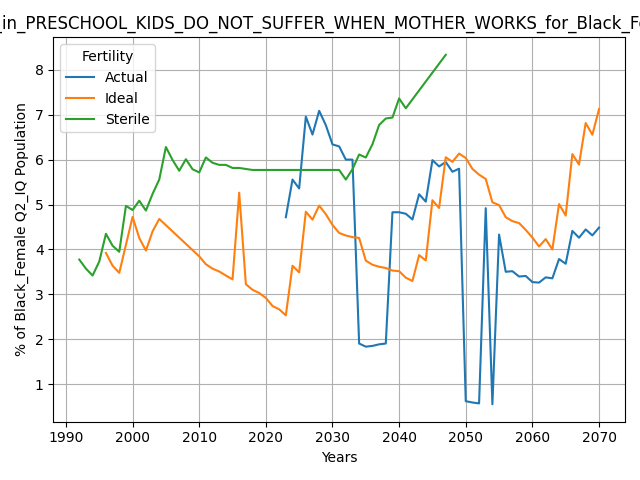 _in_PRESCHOOL_KIDS_DO_NOT_SUFFER_WHEN_MOTHER_WORKS_for_Black_Fe
Fertility
Actual
Ideal
Sterile
% of Black_Female Q2_IQ Population
8
7
6
5
4
3
2
1
1990 2000 2010 2020 2030 2040 2050 2060 2070
Years